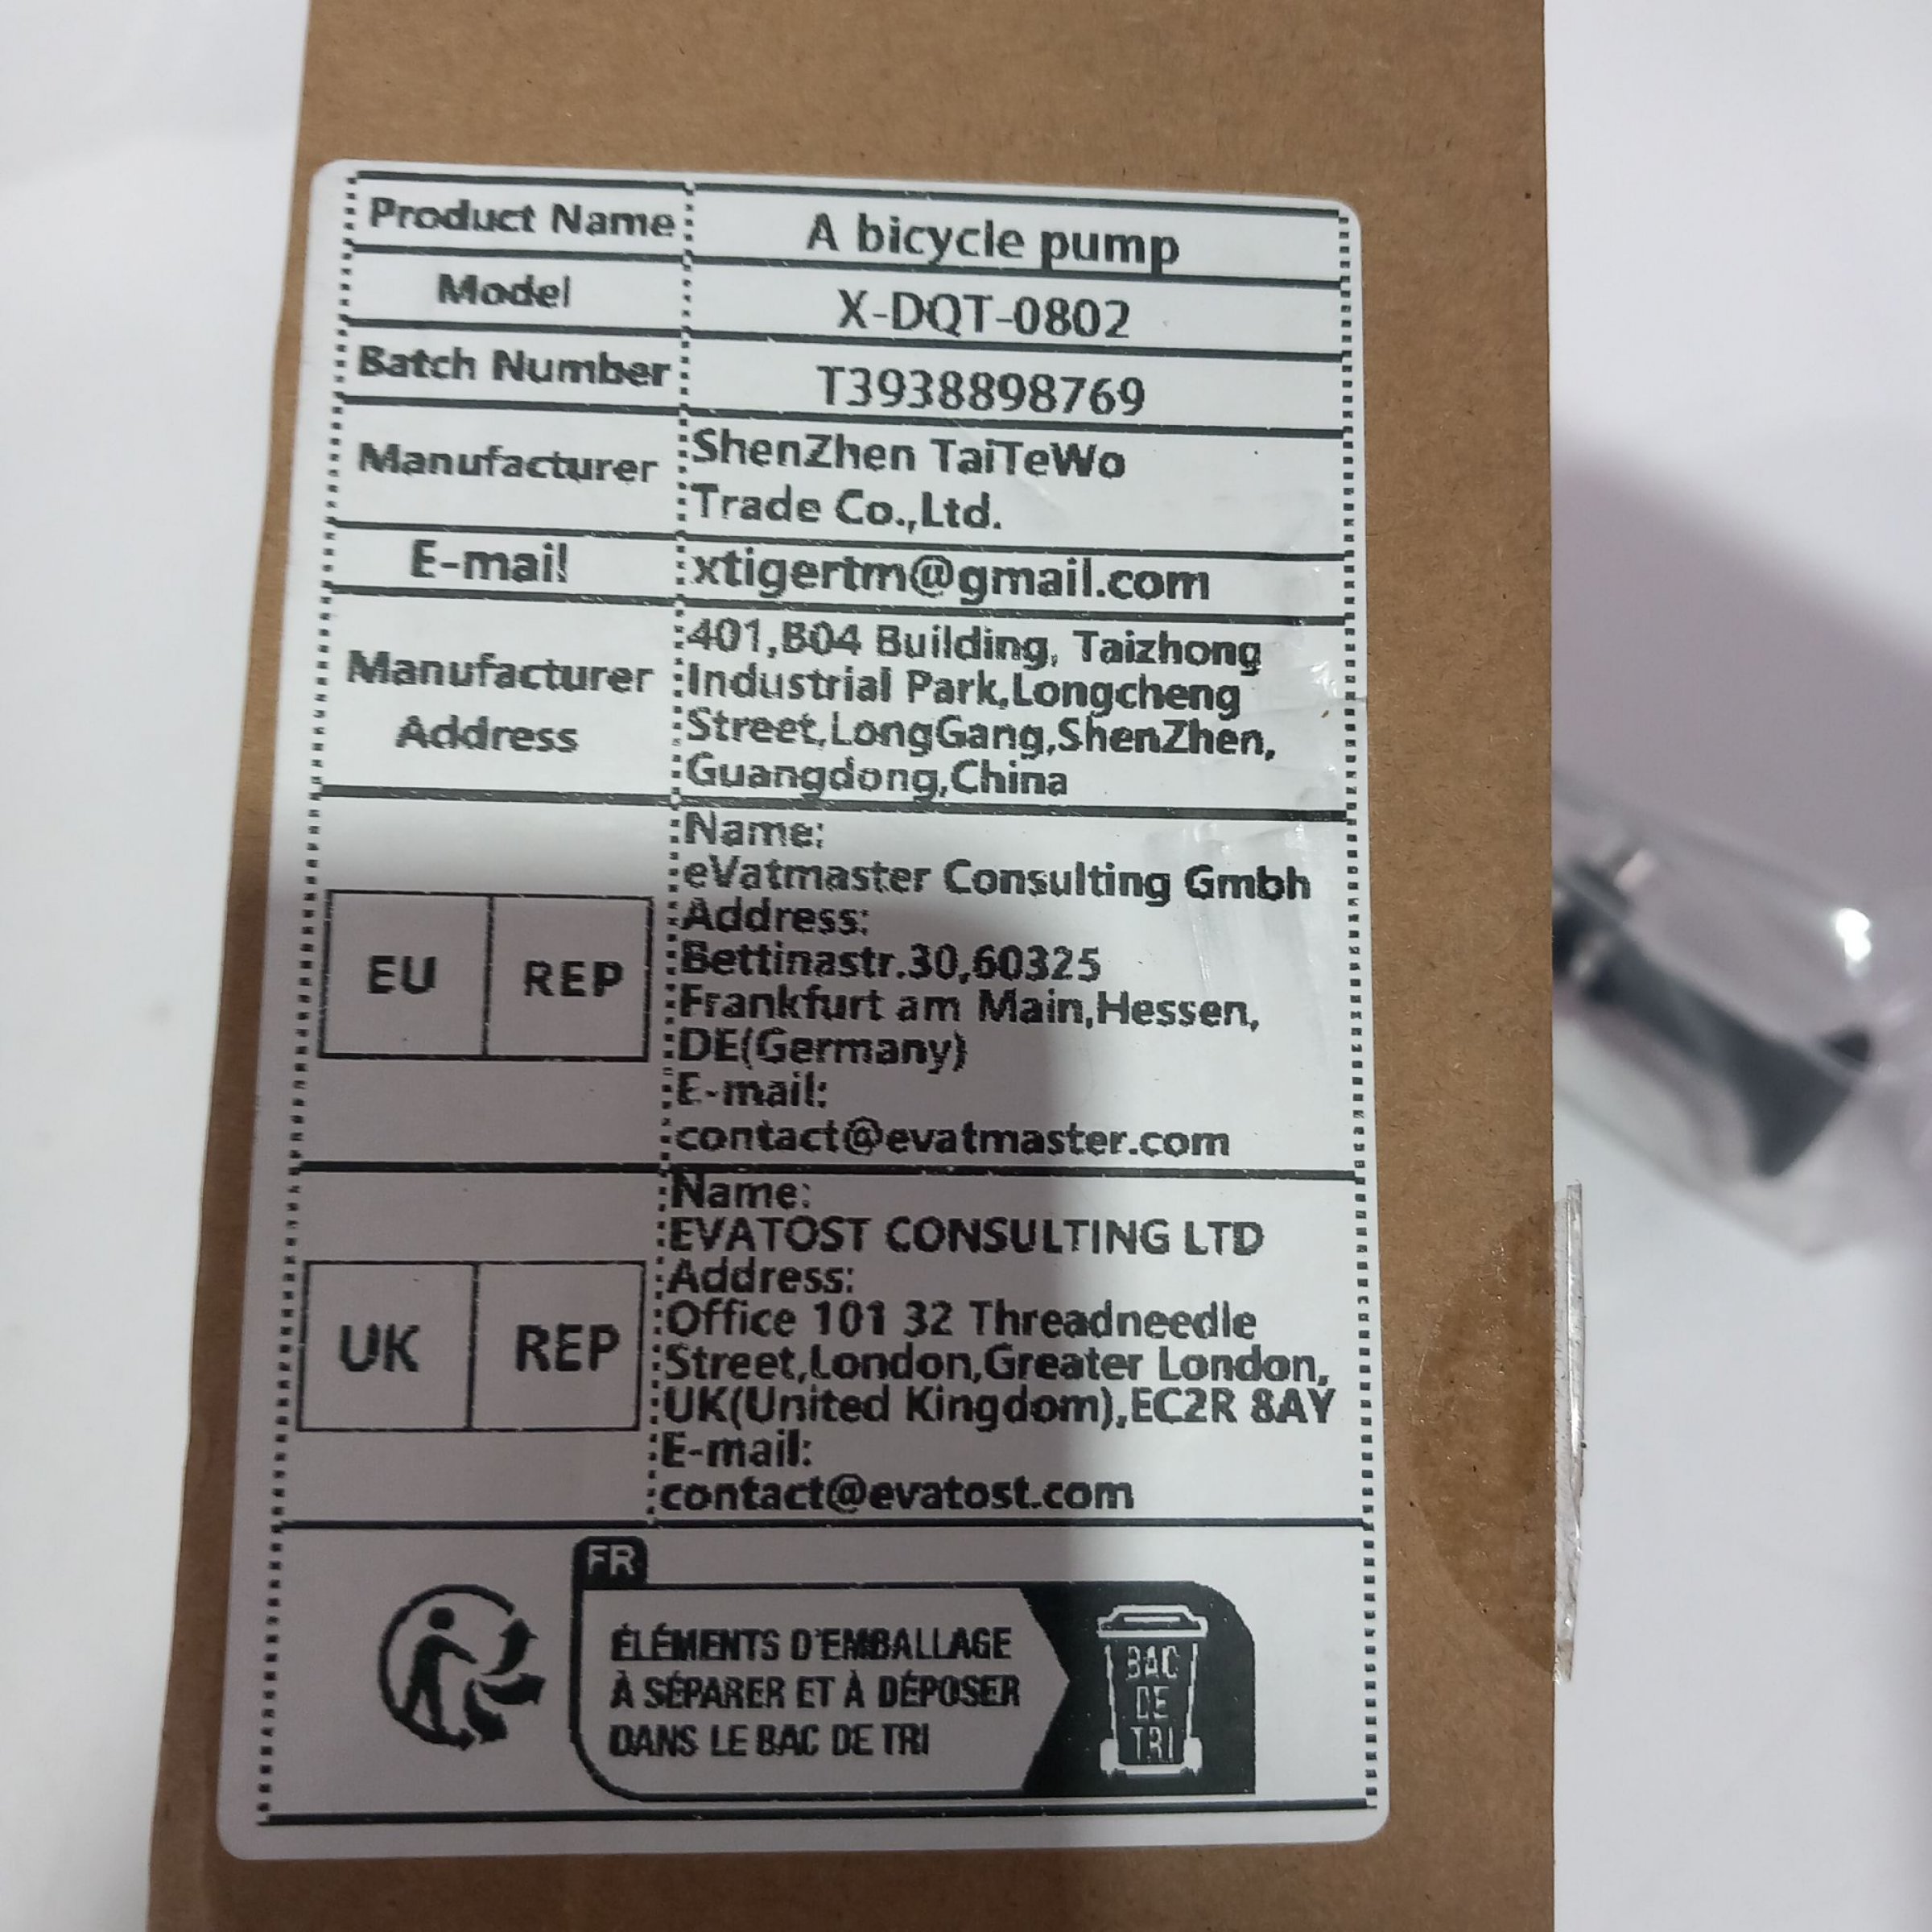 Product Name A bicycle pump
Model X-DQT-0802
Batch Number T3938898769
Manufacturer ShenZhen TaiTeWo
Trade Co.,Ltd.
E-mail xtigertm@gmail.com
Manufacturer Address
401,B04 Building, Taizhong
Industrial Park,Longcheng
Street,LongGang,ShenZhen,
Guangdong,China
EU REP
Name:
eVatmaster Consulting Gmbh
Address:
Bettinastr.30,60325
Frankfurt am Main,Hessen,
DE(Germany)
E-mail:
contact@evatmaster.com
UK REP
Name:
EVATOST CONSULTING LTD
Address:
Office 101 32 Threadneedle
Street,London,Greater London,
UK(United Kingdom),EC2R 8AY
E-mail:
contact@evatost.com
FR
ÉLÉMENTS D'EMBALLAGE
À SÉPARER ET À DÉPOSER
DANS LE BAC DE TRI
BAC
DE
TRI